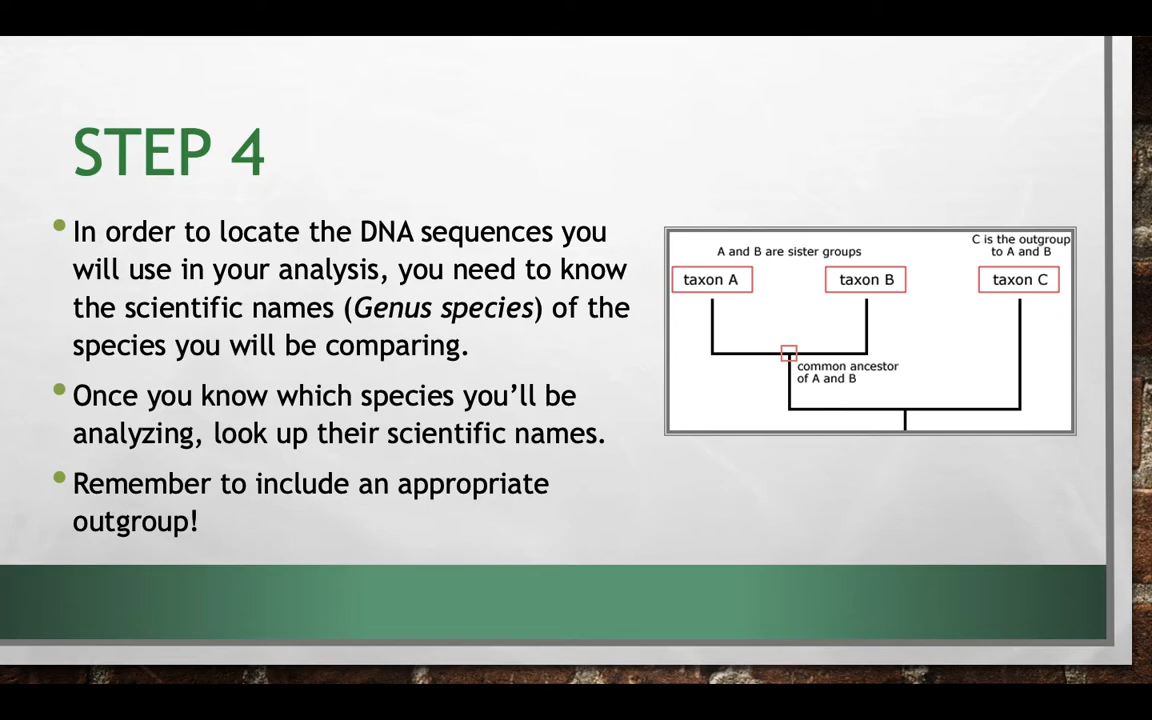 STEP 4
• In order to locate the DNA sequences you
will use in your analysis, you need to know
the scientific names (Genus species) of the
species you will be comparing.
• Once you know which species you’ll be
analyzing, look up their scientific names.
• Remember to include an appropriate
outgroup!
A and B are sister groups
C is the outgroup
to A and B
taxon A
taxon B
taxon C
common ancestor
of A and B